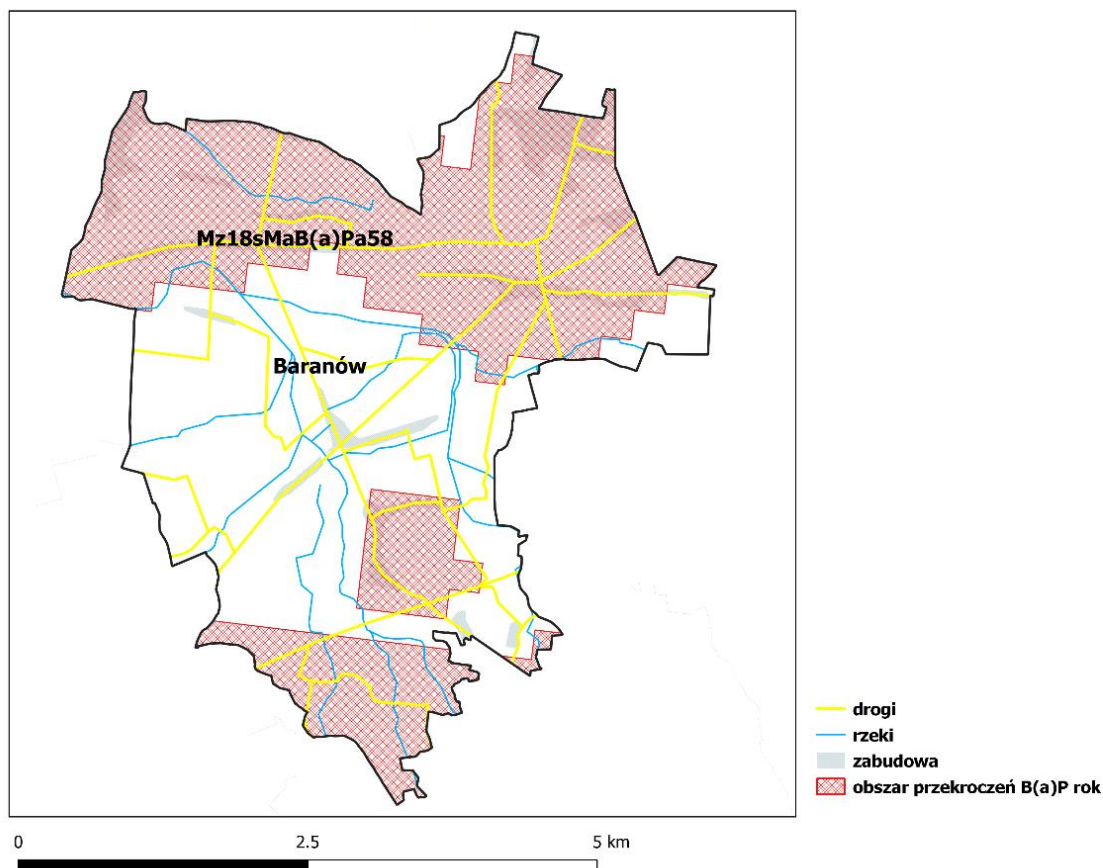 Mz18sMaB(a)Pa58
Baranów
drogi
rzeki
zabudowa
obszar przekroczeń B(a)P rok
0 2.5 5 km